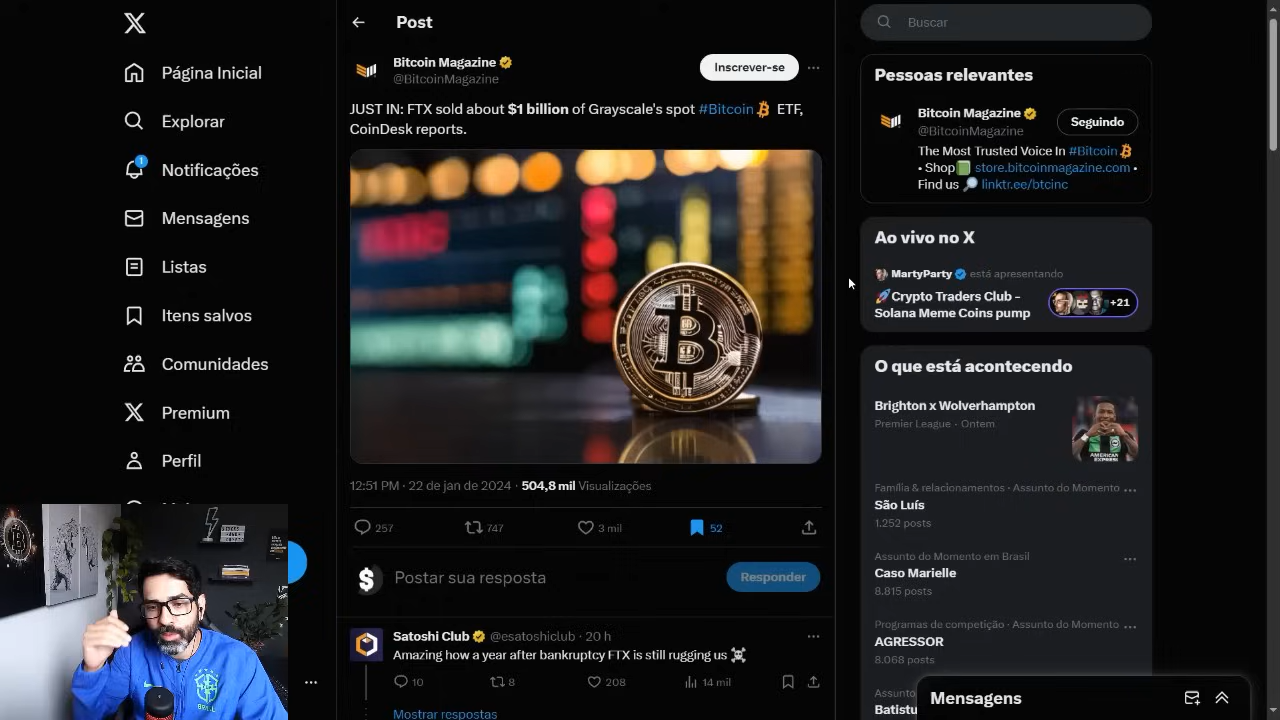 Post
Buscar
Página Inicial
Explorar
1
Notificações
Mensagens
Listas
Itens salvos
Comunidades
Premium
Perfil
Bitcoin Magazine
@BitcoinMagazine
Inscrever-se
JUST IN: FTX sold about $1 billion of Grayscale's spot #Bitcoin ETF,
CoinDesk reports.
12:51 PM · 22 de jan de 2024 · 504,8 mil Visualizações
257 747 3 mil 52
Postar sua resposta
Responder
Satoshi Club @esatoshiclub · 20 h
Amazing how a year after bankruptcy FTX is still rugging us ☠️
10 8 208 14 mil
Mostrar respostas
Pessoas relevantes
Bitcoin Magazine
@BitcoinMagazine
Seguindo
The Most Trusted Voice In #Bitcoin
• Shop📗 store.bitcoinmagazine.com •
Find us 🔎 linktr.ee/btcinc
Ao vivo no X
MartyParty está apresentando
🚀Crypto Traders Club -
Solana Meme Coins pump
+21
O que está acontecendo
Brighton x Wolverhampton
Premier League · Ontem
AMERICAN
EXPRESS
Família & relacionamentos · Assunto do Momento
São Luís
1.252 posts
Assunto do Momento em Brasil
Caso Marielle
8.815 posts
Programas de competição · Assunto do Momento
AGRESSOR
8.068 posts
Mensagens
BRASIL